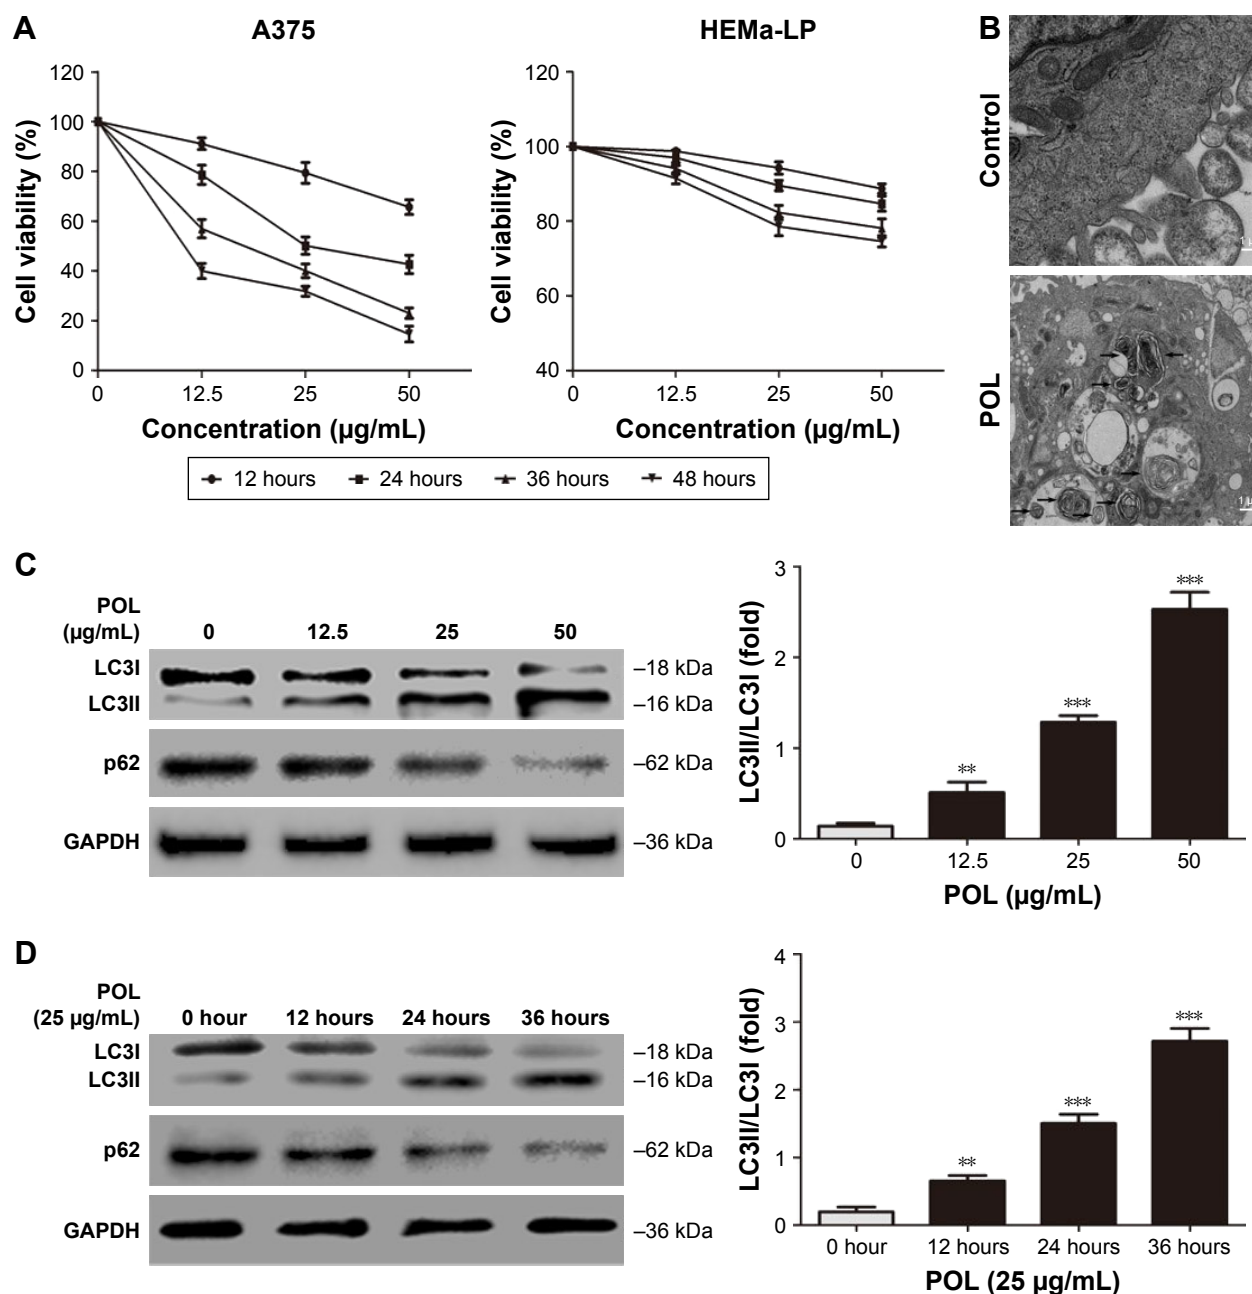 A
A375
Cell viability (%)
120
100
80
60
40
20
0
0 12.5 25 50
Concentration (µg/mL)
HEMa-LP
Cell viability (%)
120
100
80
60
40
0 12.5 25 50
Concentration (µg/mL)
12 hours 24 hours 36 hours 48 hours
B
Control
POL
C
POL
(µg/mL) 0 12.5 25 50
LC3I –18 kDa
LC3II –16 kDa
p62 –62 kDa
GAPDH –36 kDa
LC3II/LC3I (fold)
3
2
1
0
** *** ***
0 12.5 25 50
POL (µg/mL)
D
POL
(25 µg/mL) 0 hour 12 hours 24 hours 36 hours
LC3I –18 kDa
LC3II –16 kDa
p62 –62 kDa
GAPDH –36 kDa
LC3II/LC3I (fold)
4
3
2
1
0
** *** ***
0 hour 12 hours 24 hours 36 hours
POL (25 µg/mL)